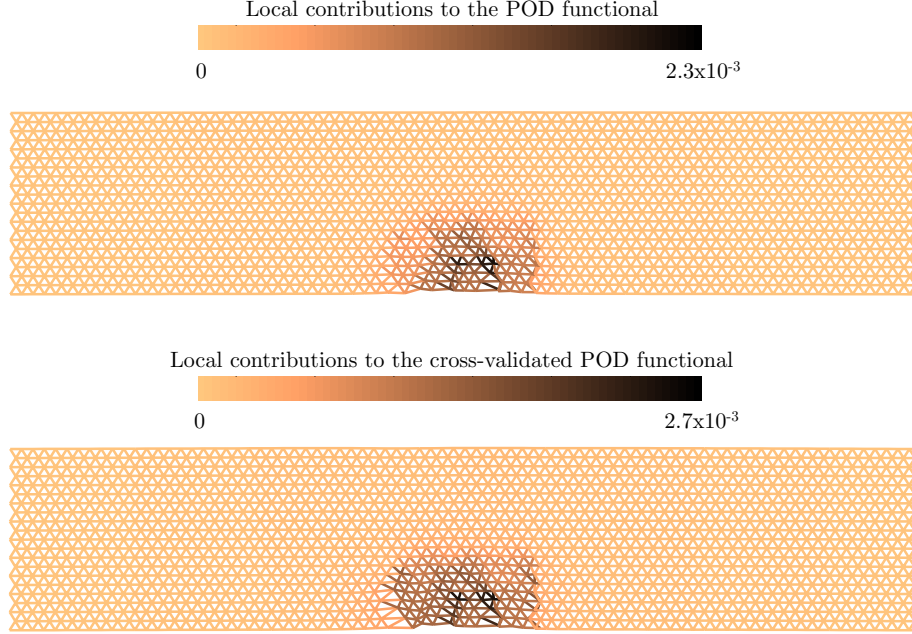 Local contributions to the POD functional
0 2.3x10-3
Local contributions to the cross-validated POD functional
0 2.7x10-3